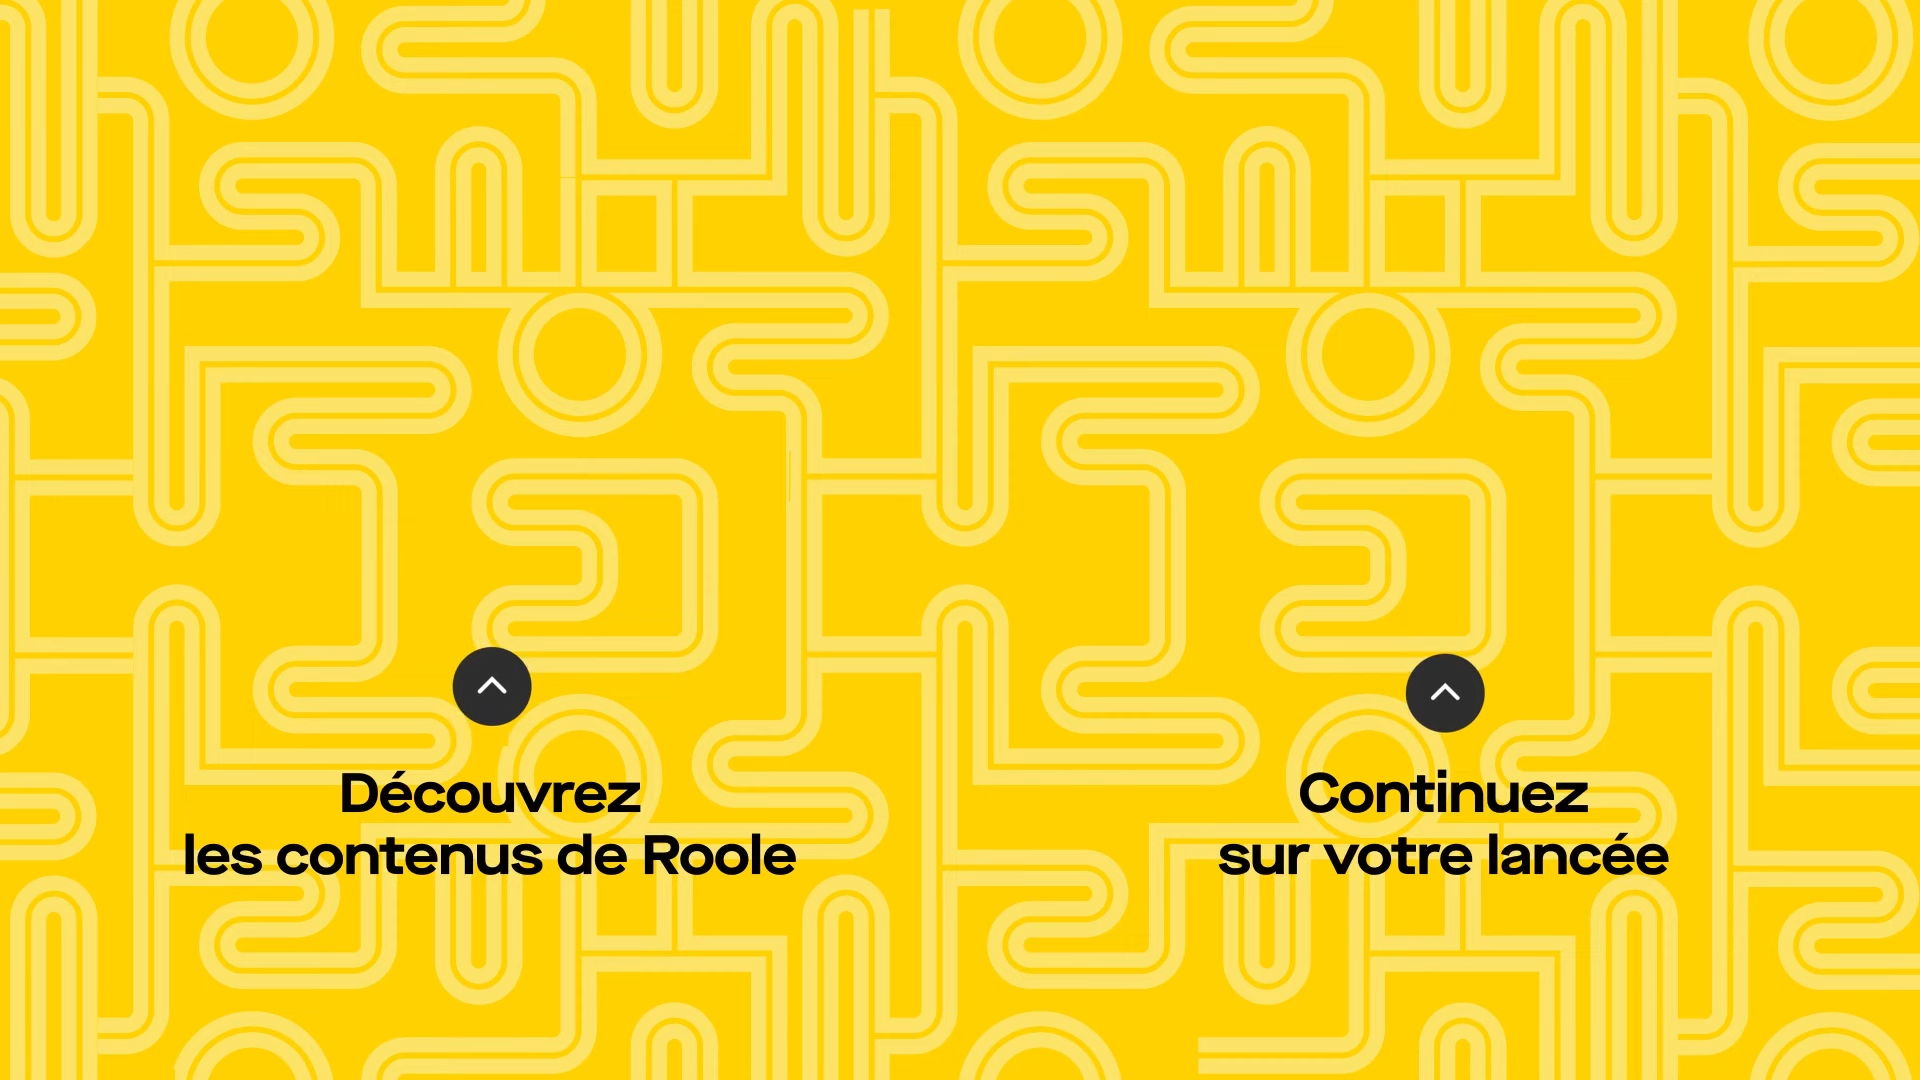 Découvrez
les contenus de Roole
Continuez
sur votre lancée